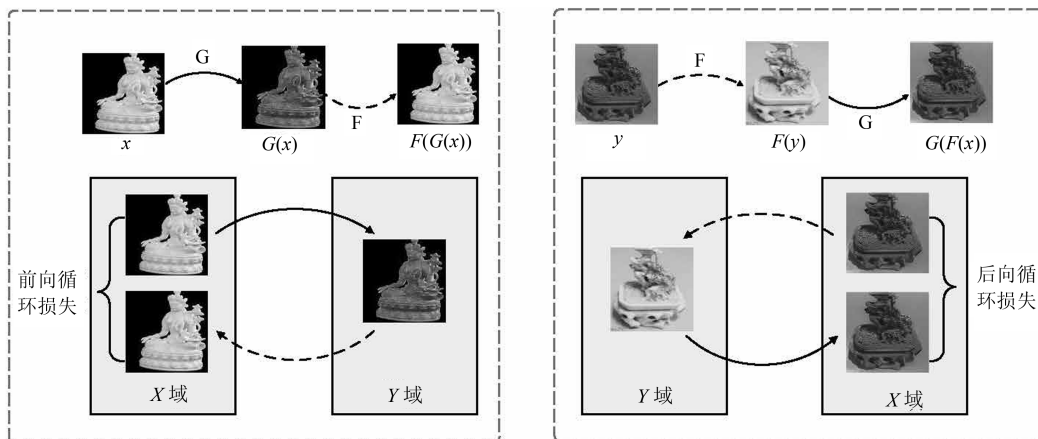 G
F
x
G(x)
F(G(x))
前向循
环损失
X 域
Y 域
F
G
y
F(y)
G(F(x))
后向循
环损失
Y 域
X 域